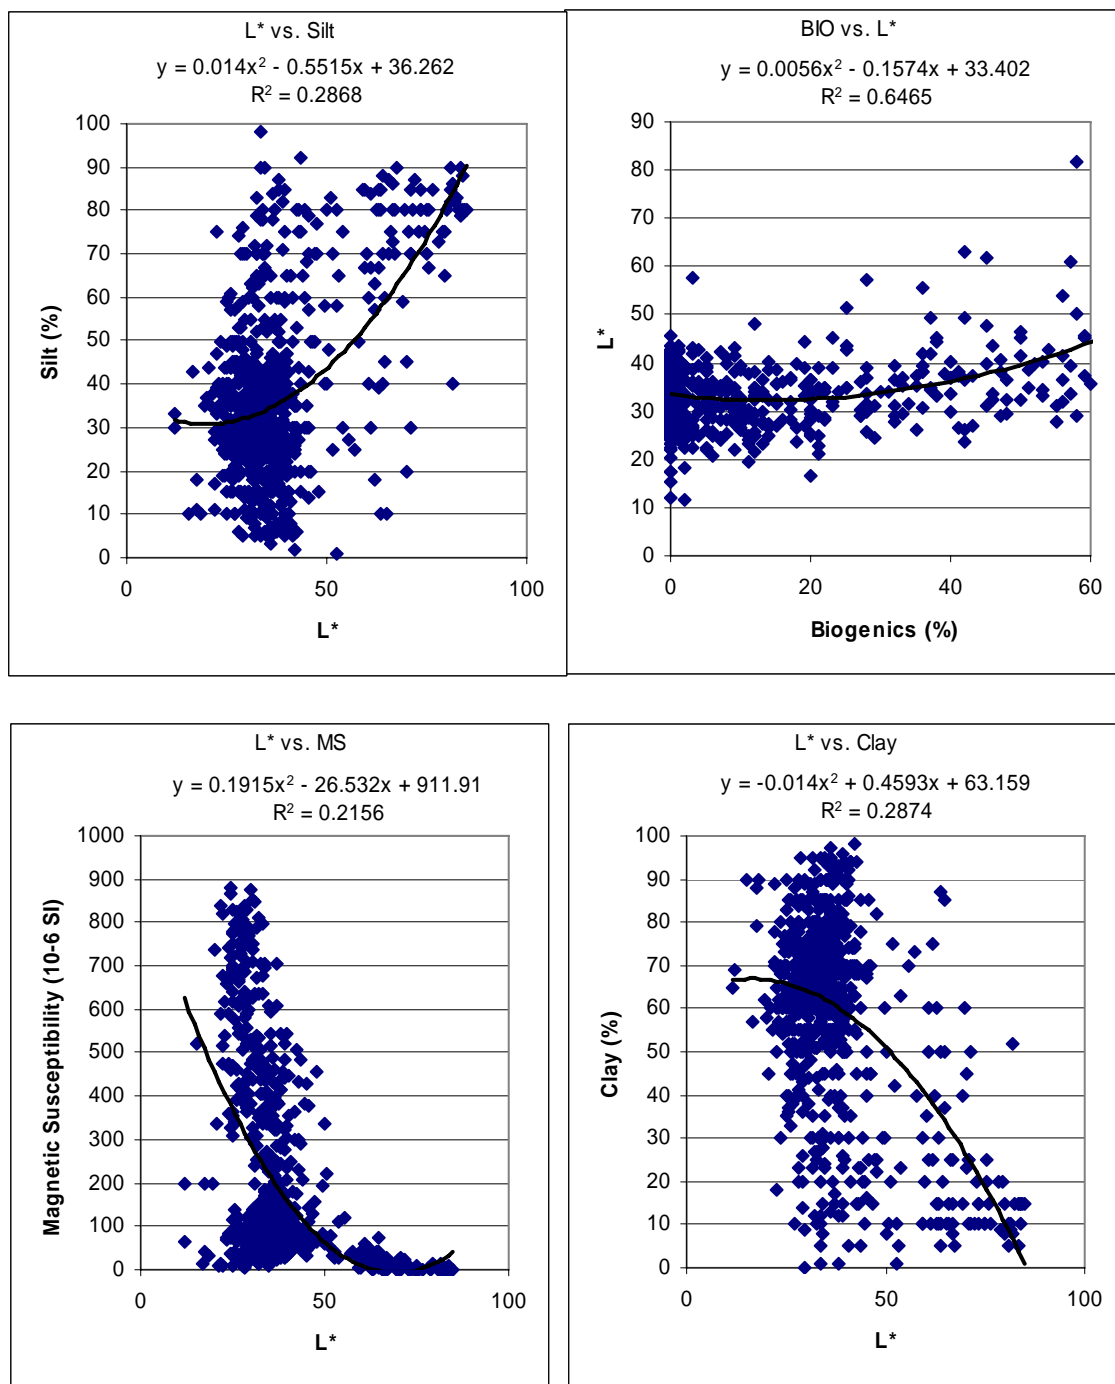 L* vs. Silt
y = 0.014x² - 0.5515x + 36.262
R² = 0.2868
100
90
80
70
60
50
40
30
20
10
0
Silt (%)
0 50 100
L*
BIO vs. L*
y = 0.0056x² - 0.1574x + 33.402
R² = 0.6465
90
80
70
60
50
40
30
20
10
0
L*
0 20 40 60
Biogenics (%)
L* vs. MS
y = 0.1915x² - 26.532x + 911.91
R² = 0.2156
1000
900
800
700
600
500
400
300
200
100
0
Magnetic Susceptibility (10-6 SI)
0 50 100
L*
L* vs. Clay
y = -0.014x² + 0.4593x + 63.159
R² = 0.2874
100
90
80
70
60
50
40
30
20
10
0
Clay (%)
0 50 100
L*